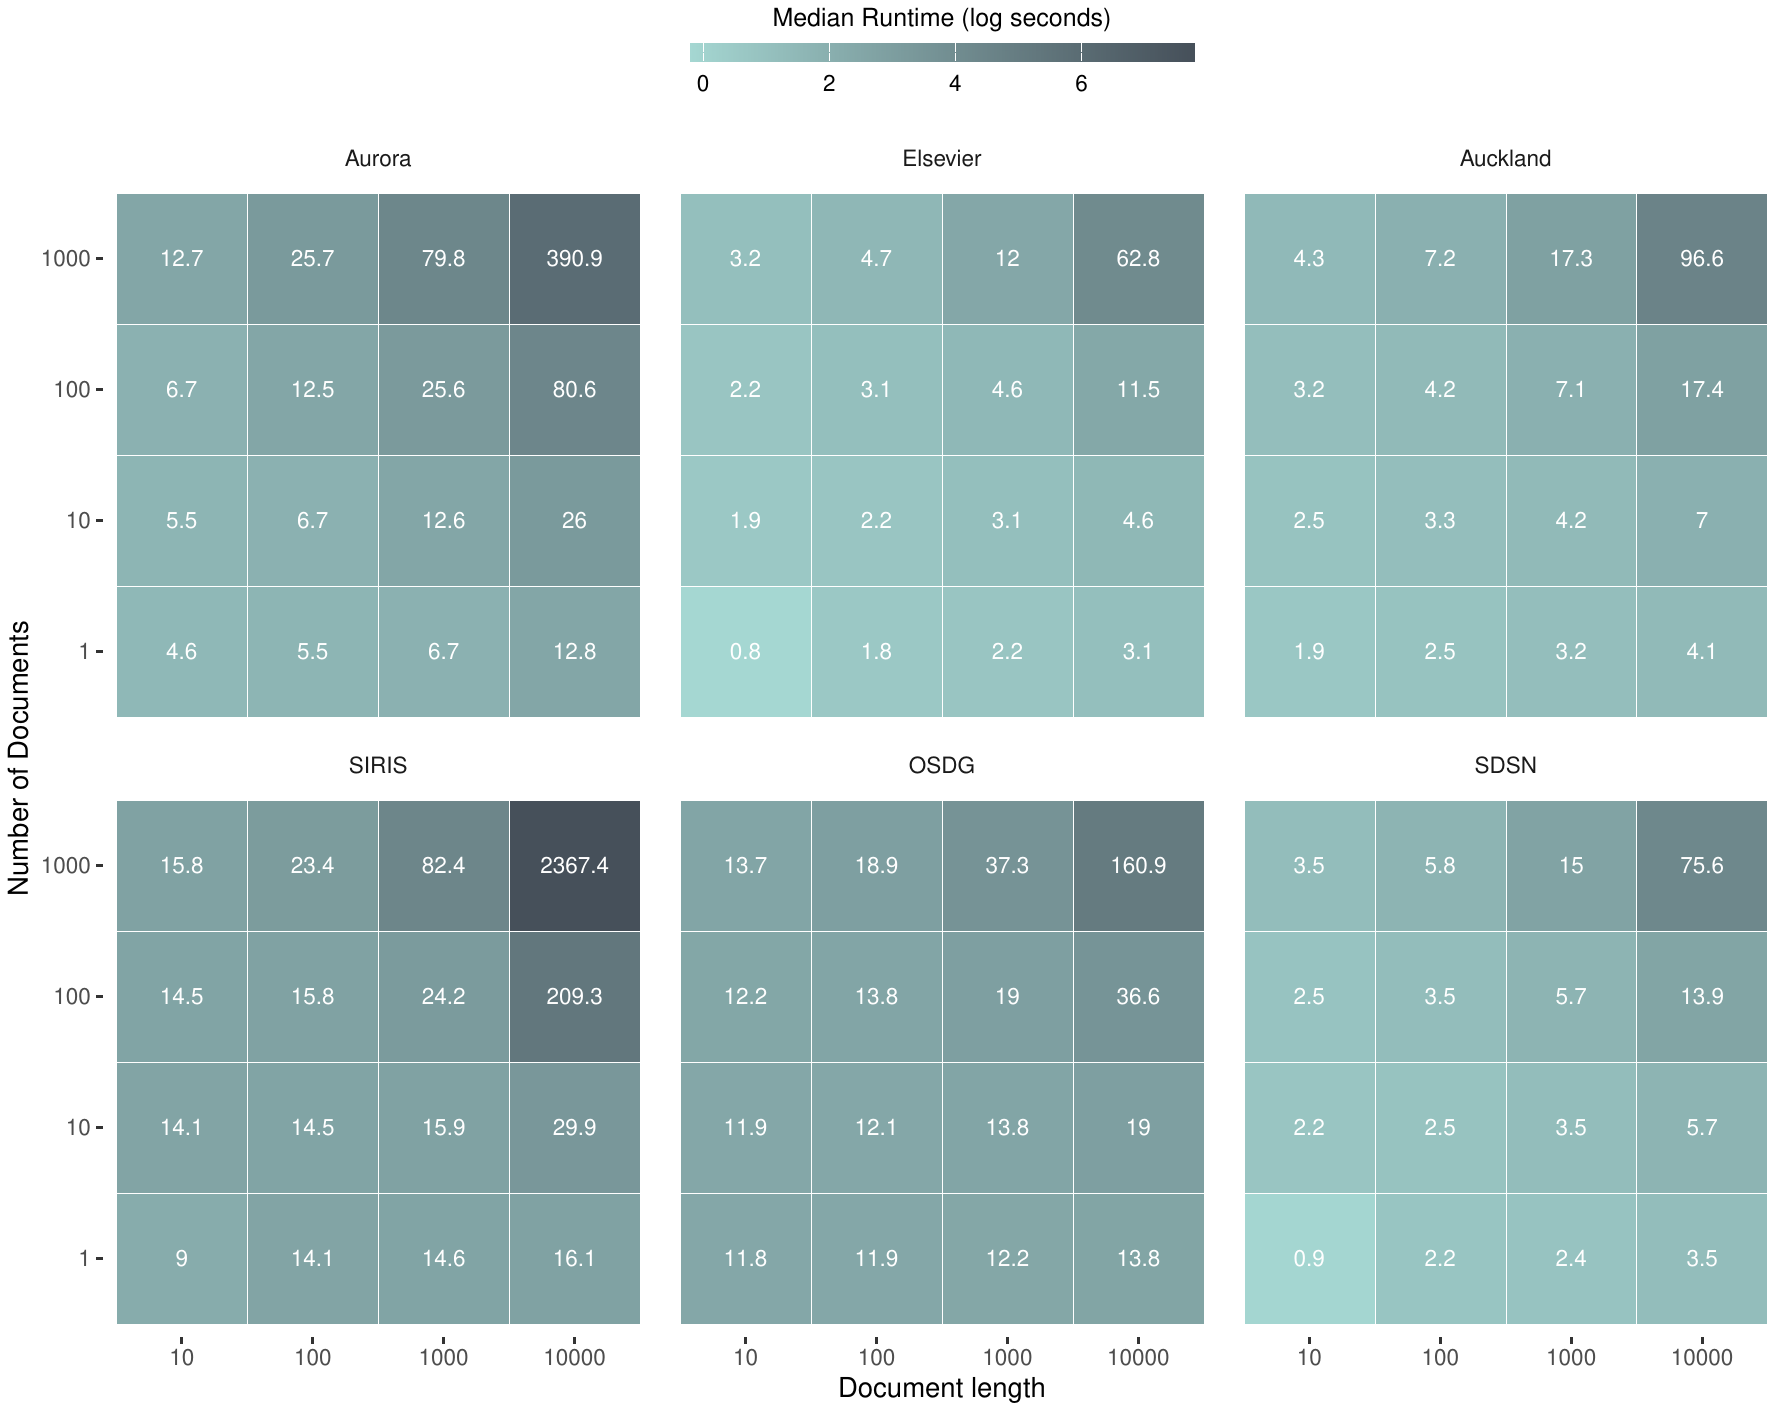 Median Runtime (log seconds)
0 2 4 6
Aurora Elsevier Auckland
1000 12.7 25.7 79.8 390.9 3.2 4.7 12 62.8 4.3 7.2 17.3 96.6
100 6.7 12.5 25.6 80.6 2.2 3.1 4.6 11.5 3.2 4.2 7.1 17.4
10 5.5 6.7 12.6 26 1.9 2.2 3.1 4.6 2.5 3.3 4.2 7
1 4.6 5.5 6.7 12.8 0.8 1.8 2.2 3.1 1.9 2.5 3.2 4.1
Number of Documents
SIRIS OSDG SDSN
1000 15.8 23.4 82.4 2367.4 13.7 18.9 37.3 160.9 3.5 5.8 15 75.6
100 14.5 15.8 24.2 209.3 12.2 13.8 19 36.6 2.5 3.5 5.7 13.9
10 14.1 14.5 15.9 29.9 11.9 12.1 13.8 19 2.2 2.5 3.5 5.7
1 9 14.1 14.6 16.1 11.8 11.9 12.2 13.8 0.9 2.2 2.4 3.5
10 100 1000 10000 10 100 1000 10000 10 100 1000 10000
Document length